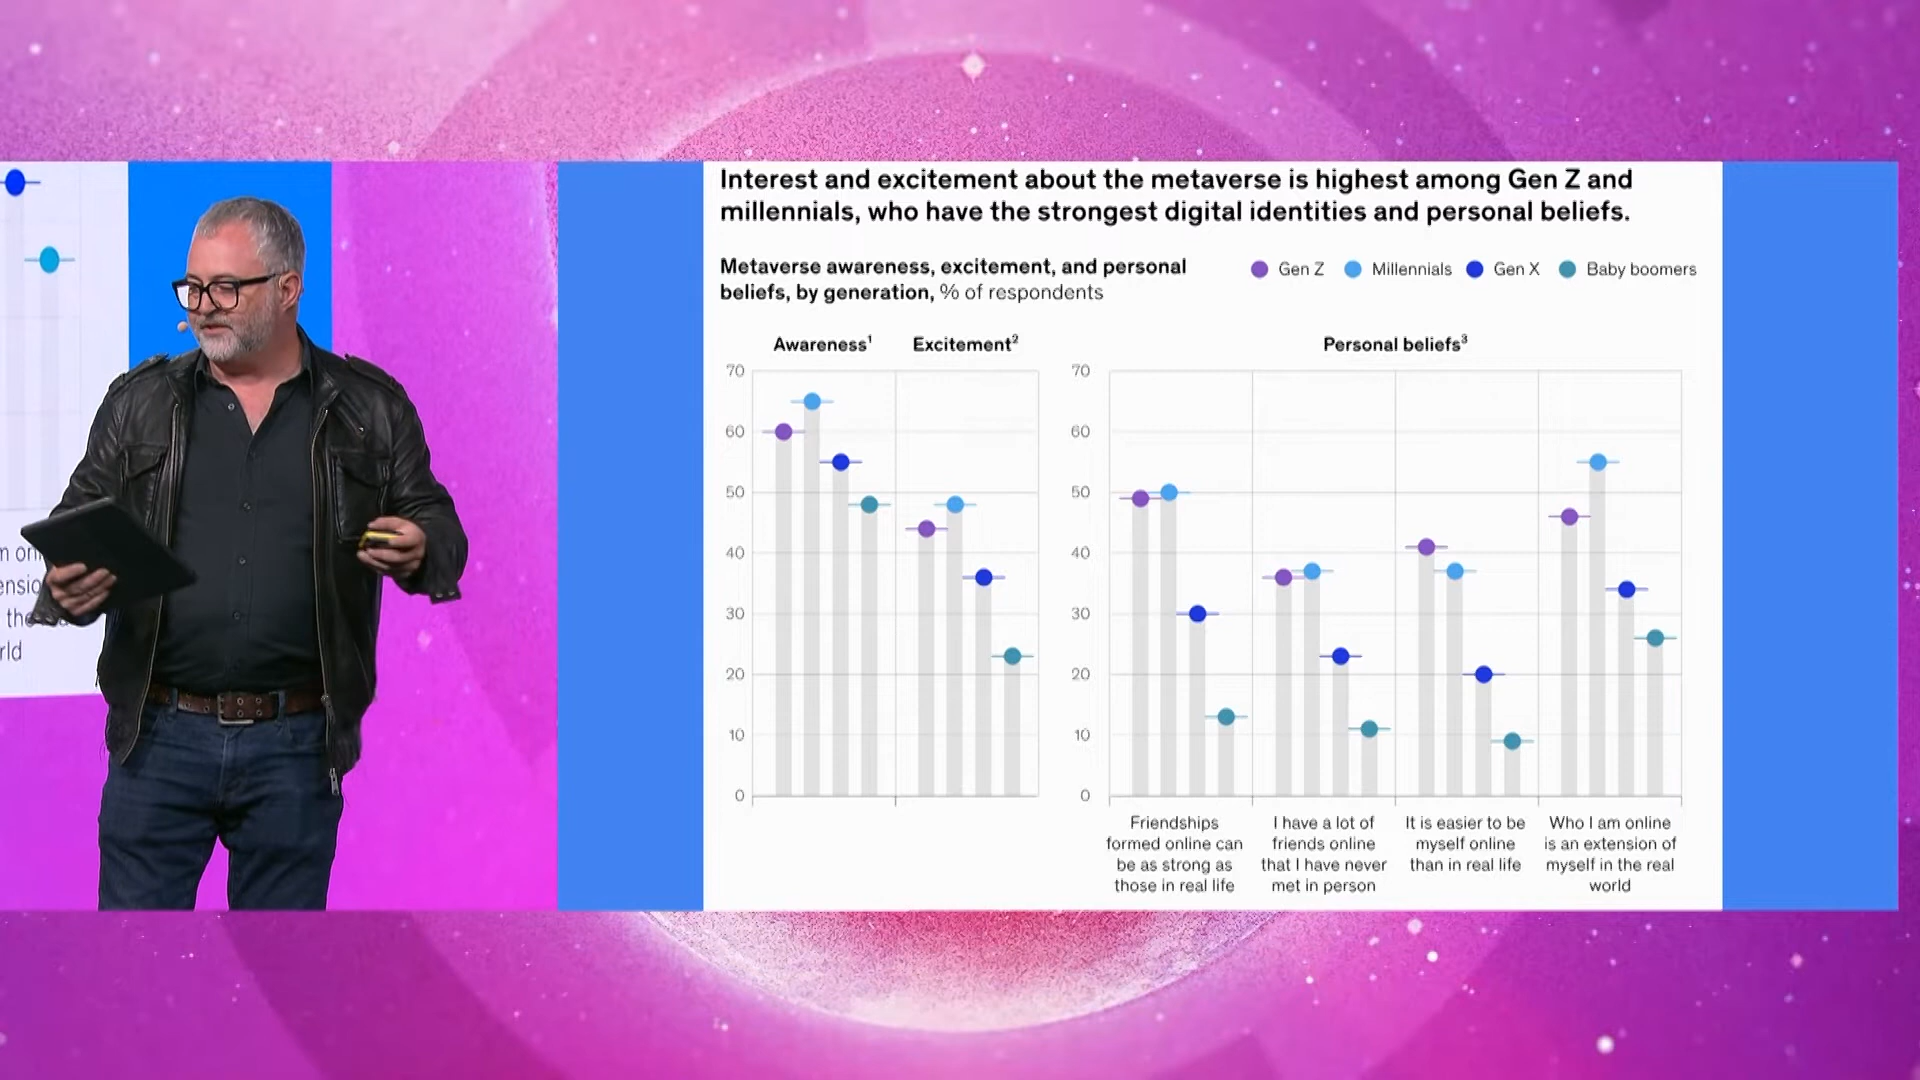 Interest and excitement about the metaverse is highest among Gen Z and
millennials, who have the strongest digital identities and personal beliefs.
Metaverse awareness, excitement, and personal
beliefs, by generation, % of respondents
Gen Z
Millennials
Gen X
Baby boomers
Awareness¹
Excitement²
70
60
50
40
30
20
10
0
Personal beliefs³
70
60
50
40
30
20
10
0
Friendships
formed online can
be as strong as
those in real life
I have a lot of
friends online
that I have never
met in person
It is easier to be
myself online
than in real life
Who I am online
is an extension of
myself in the real
world